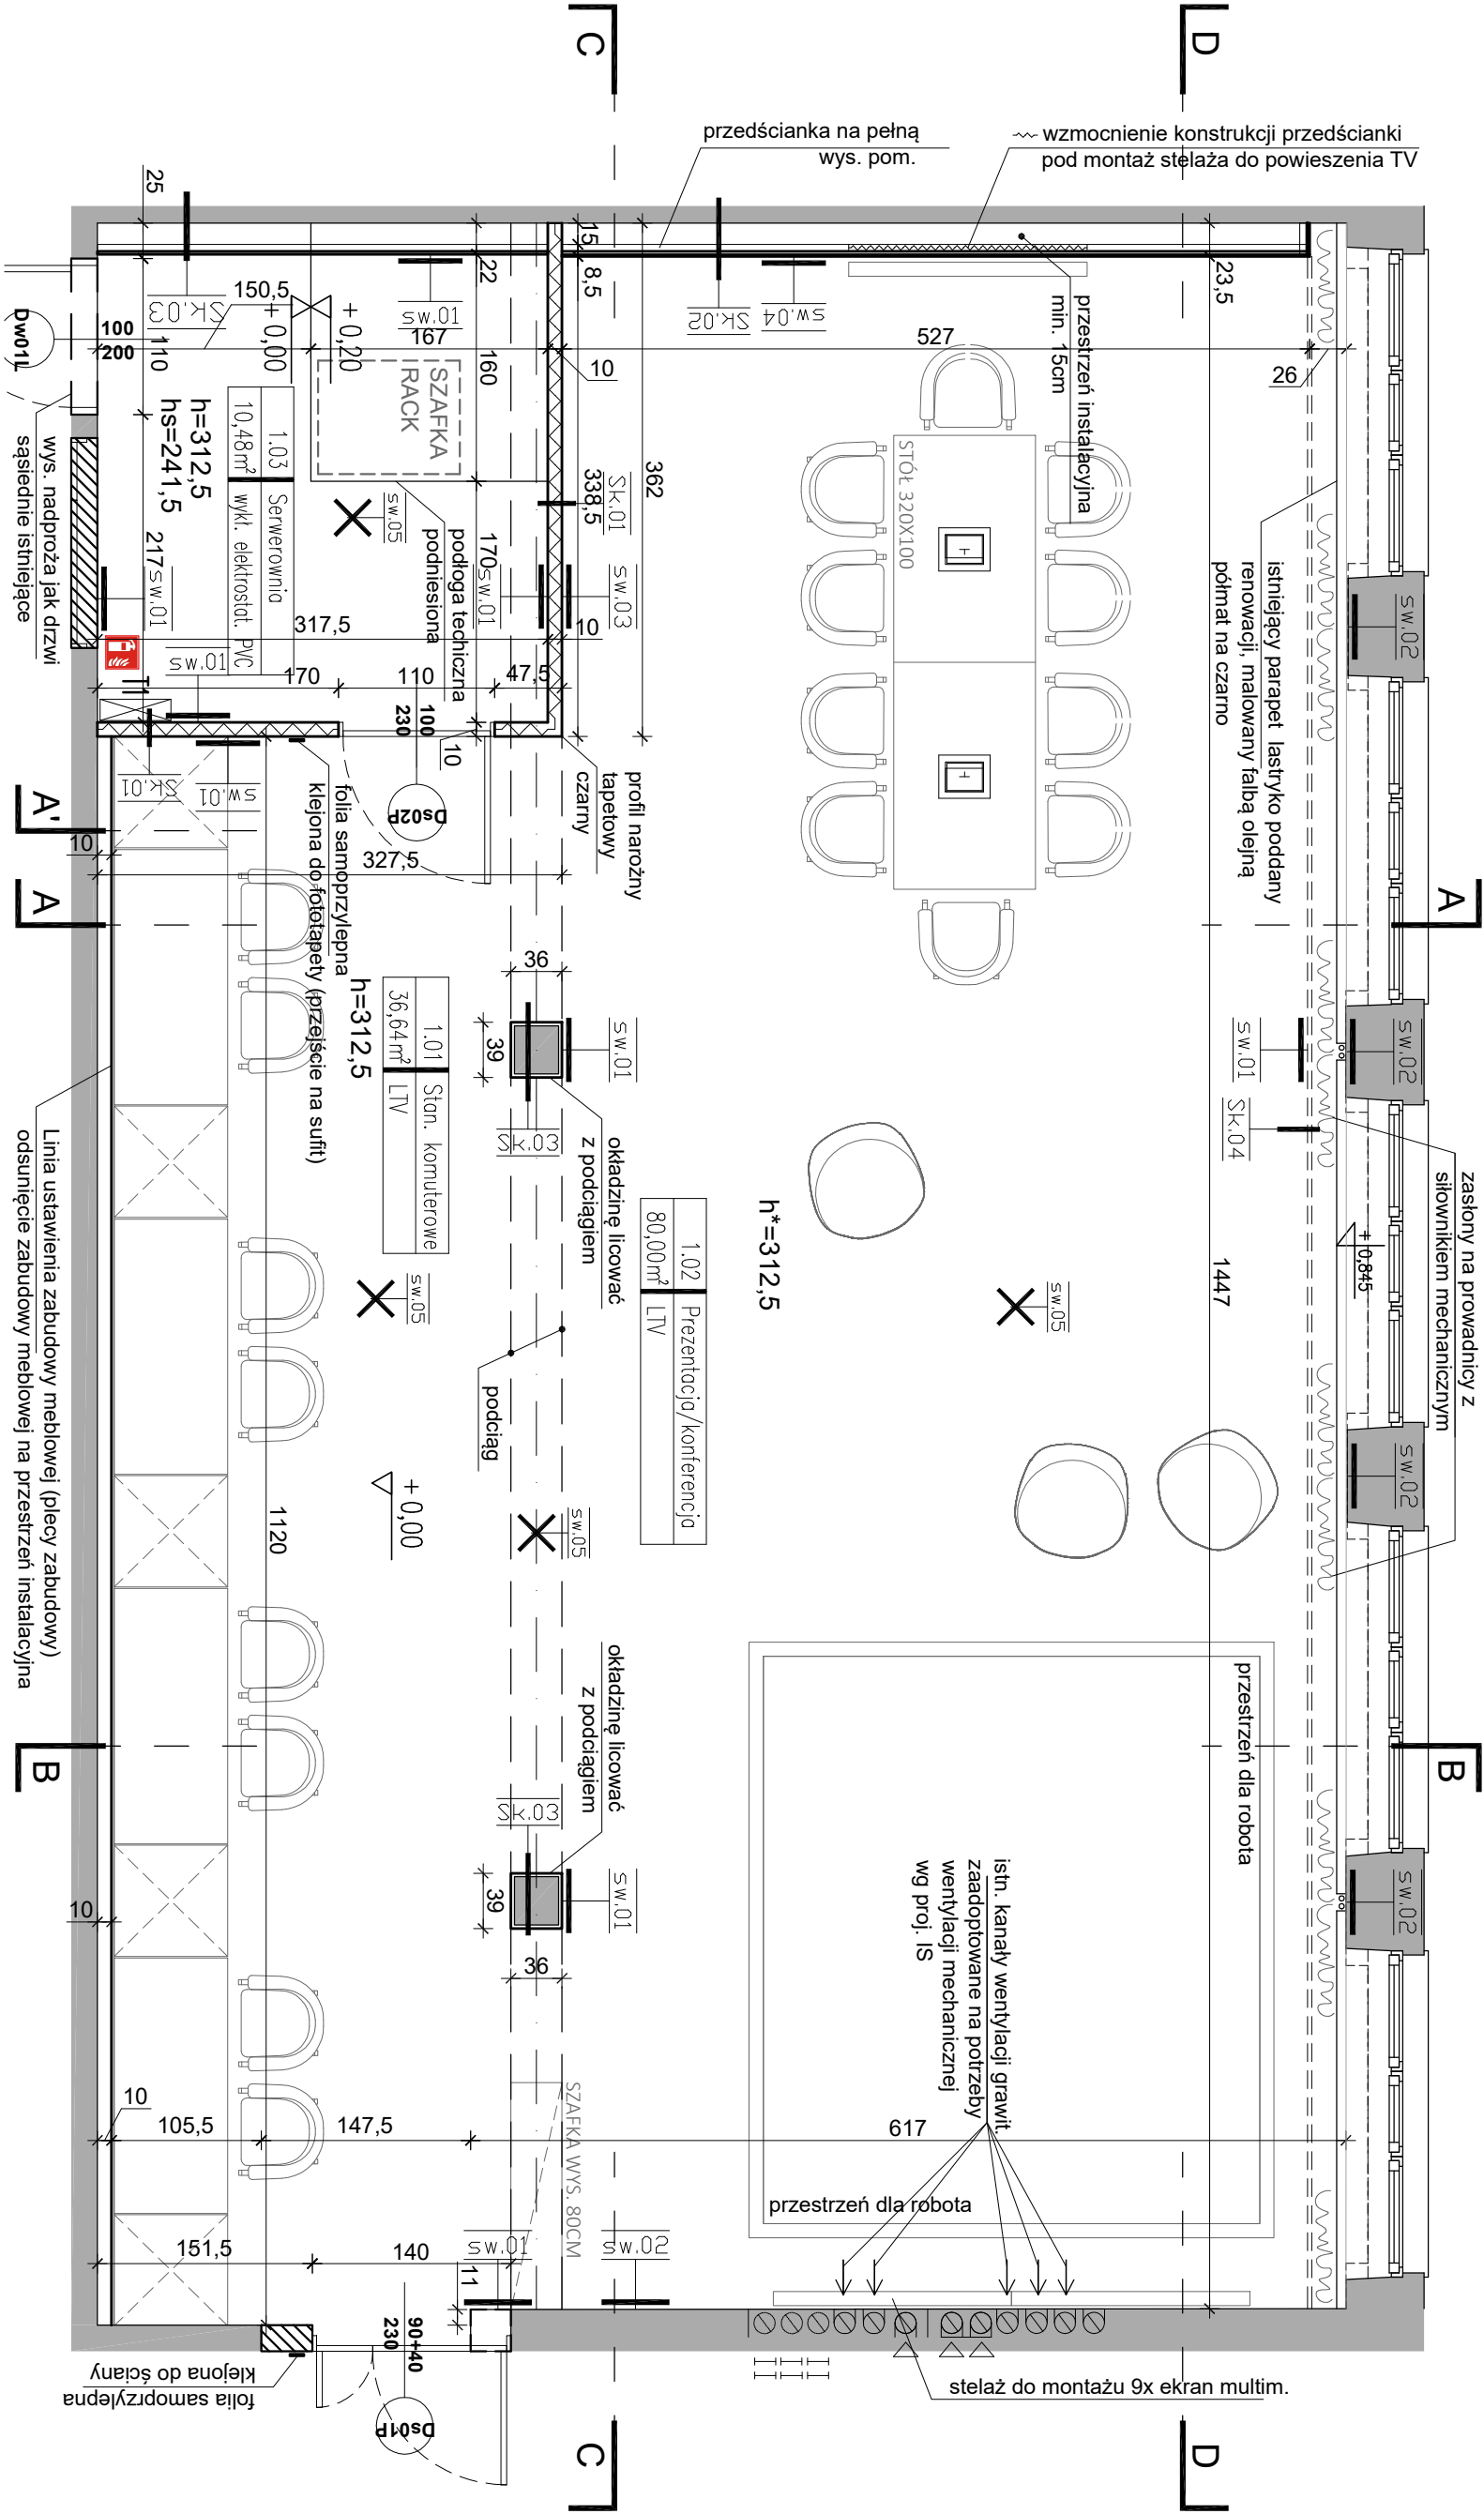 C
D
przedścianka na pełną
wys. pom.
wzmocnienie konstrukcji przedścianki
pod montaż stelaża do powieszenia TV
25
15
8,5
22
23,5
Sk.03
150,5
+ 0,20
+ 0,00
sw.01
Sk.02
sw.04
przestrzeń instalacyjna
min. 15cm
527
26
Dw01L
100
200
110
167
160
10
SZAFKA
RACK
wys. nadproża jak drzwi
sąsiednie istniejące
h=312,5
hs=241,5
1.03 Serwerownia
10,48m² wykł. elektrostat. PVC
sw.05
podłoga techiczna
podniesiona
Sk.01
338,5
362
STÓŁ 320X100
istniejący parapet lastryko poddany
renowacji, malowany falbą olejną
półmat na czarno
sw.02
217
sw.01
170
sw.01
sw.03
317,5
10
sw.01
T1
170
110
47,5
100
230
10
Ds02P
Sk.01
sw.01
folia samoprzylepna
klejona do fototapety (przejście na sufit)
profil narożny
tapetowy
czarny
A'
10
327,5
A
A
36
39
sw.01
Sk.03
h=312,5
1.01 Stan. komuterowe
36,64m² LTV
okładzinę licować
z podciągiem
sw.01
sw.02
Sk.04
zasłony na prowadnicy z
siłownikiem mechanicznym
+ 0,845
1447
h*=312,5
1.02 Prezentacja/konferencja
80,00m² LTV
sw.05
sw.05
podciąg
Linia ustawienia zabudowy meblowej (plecy zabudowy)
odsunięcie zabudowy meblowej na przestrzeń instalacyjna
1120
+ 0,00
sw.05
sw.02
okładzinę licować
z podciągiem
przestrzeń dla robota
B
B
Sk.03
39
sw.01
36
10
istn. kanały wentylacji grawit.
zaadoptowane na potrzeby
wentylacji mechanicznej
wg proj. IS
sw.02
SZAFKA WYS. 80CM
10
105,5
147,5
617
przestrzeń dla robota
151,5
140
11
sw.01
sw.02
90+40
230
Ds01P
folia samoprzylepna
klejona do ściany
stelaż do montażu 9x ekran multim.
C
D